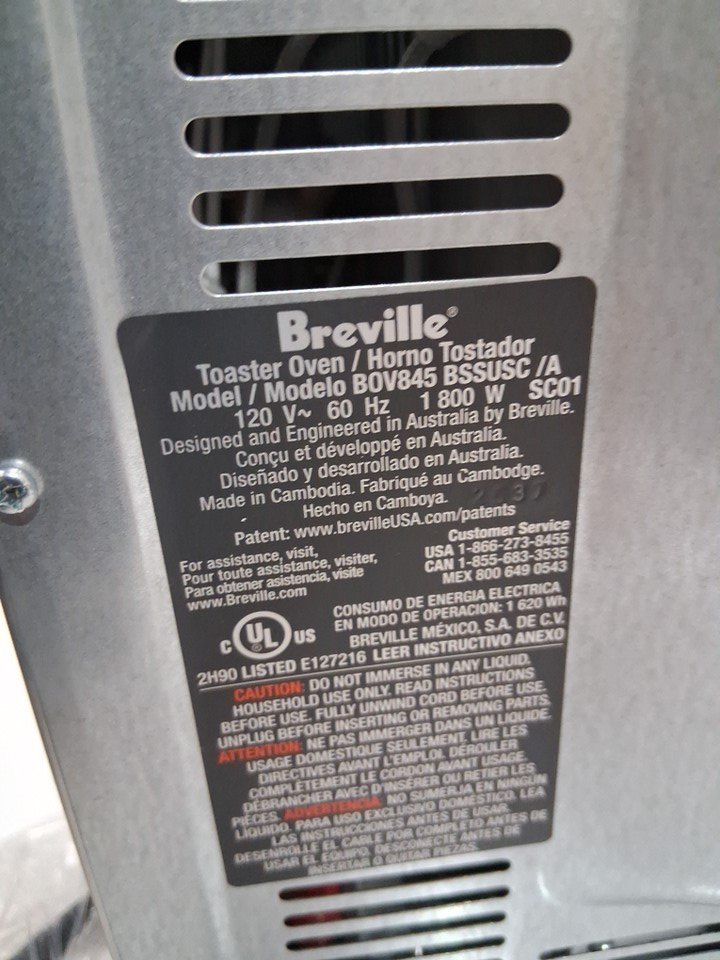 Breville®
Toaster Oven / Horno Tostador
Model / Modelo BOV845 BSSUSC /A
120 V~ 60 Hz 1 800 W SC01
Designed and Engineered in Australia by Breville.
Conçu et développé en Australia.
Diseñado y desarrollado en Australia.
Made in Cambodia. Fabriqué au Cambodge.
Hecho en Camboya.
Patent: www.brevilleUSA.com/patents
For assistance, visit,
Pour toute assistance, visiter,
Para obtener asistencia, visite
www.Breville.com
Customer Service
USA 1-866-273-8455
CAN 1-855-683-3535
MEX 800 649 0543
C UL US
CONSUMO DE ENERGIA ELECTRICA
EN MODO DE OPERACION: 1 620 Wh
BREVILLE MÉXICO, S.A. DE C.V.
2H90 LISTED E127216 LEER INSTRUCTIVO ANEXO
CAUTION: DO NOT IMMERSE IN ANY LIQUID.
HOUSEHOLD USE ONLY. READ INSTRUCTIONS
BEFORE USE. FULLY UNWIND CORD BEFORE USE.
UNPLUG BEFORE INSERTING OR REMOVING PARTS.
ATTENTION: NE PAS IMMERGER DANS UN LIQUIDE.
USAGE DOMESTIQUE SEULEMENT. LIRE LES
DIRECTIVES AVANT L'EMPLOI. DÉROULER
COMPLÈTEMENT LE CORDON AVANT USAGE.
DÉBRANCHER AVEC D'INSÉRER OU RETIER LES
PIÈCES. ADVERTENCIA: NO SUMERJA EN NINGÚN
LÍQUIDO. PARA USO EXCLUSIVO DOMÉSTICO. LEA
LAS INSTRUCCIONES ANTES DE USAR.
DESENROLLE EL CABLE POR COMPLETO ANTES DE
USAR EL EQUIPO. DESCONECTE ANTES DE
INSERTAR O QUITAR PIEZAS.